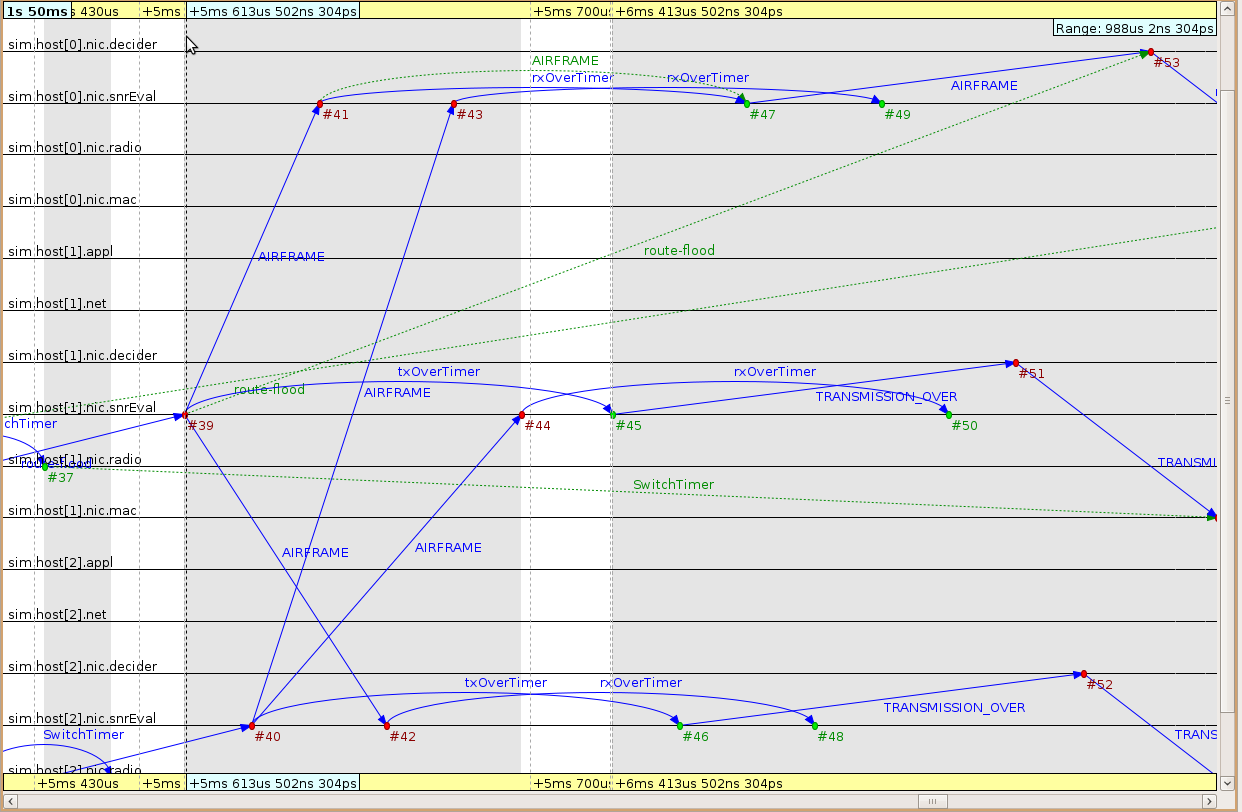 1s 50ms s 430us +5ms +5ms 613us 502ns 304ps +5ms 700u +6ms 413us 502ns 304ps
Range: 988us 2ns 304ps
sim.host[0].nic.decider
#53
AIRFRAME
rxOverTimer rxOverTimer
AIRFRAME
sim.host[0].nic.snrEval
#41 #43 #47 #49
sim.host[0].nic.radio
sim.host[0].nic.mac
sim.host[1].appl
route-flood
AIRFRAME
sim.host[1].net
sim.host[1].nic.decider
txOverTimer rxOverTimer
#51
route-flood
AIRFRAME
TRANSMISSION_OVER
sim.host[1].nic.snrEval
chTimer
#39 #44 #45 #50
sim.host[1].nic.radio
route-flood
TRANSMI
#37
SwitchTimer
sim.host[1].nic.mac
AIRFRAME
AIRFRAME
sim.host[2].appl
sim.host[2].net
sim.host[2].nic.decider
txOverTimer rxOverTimer
#52
TRANSMISSION_OVER
sim.host[2].nic.snrEval
SwitchTimer
#40 #42 #46 #48
TRANS
sim.host[2].nic.radio
+5ms 430us +5ms +5ms 613us 502ns 304ps +5ms 700u +6ms 413us 502ns 304ps